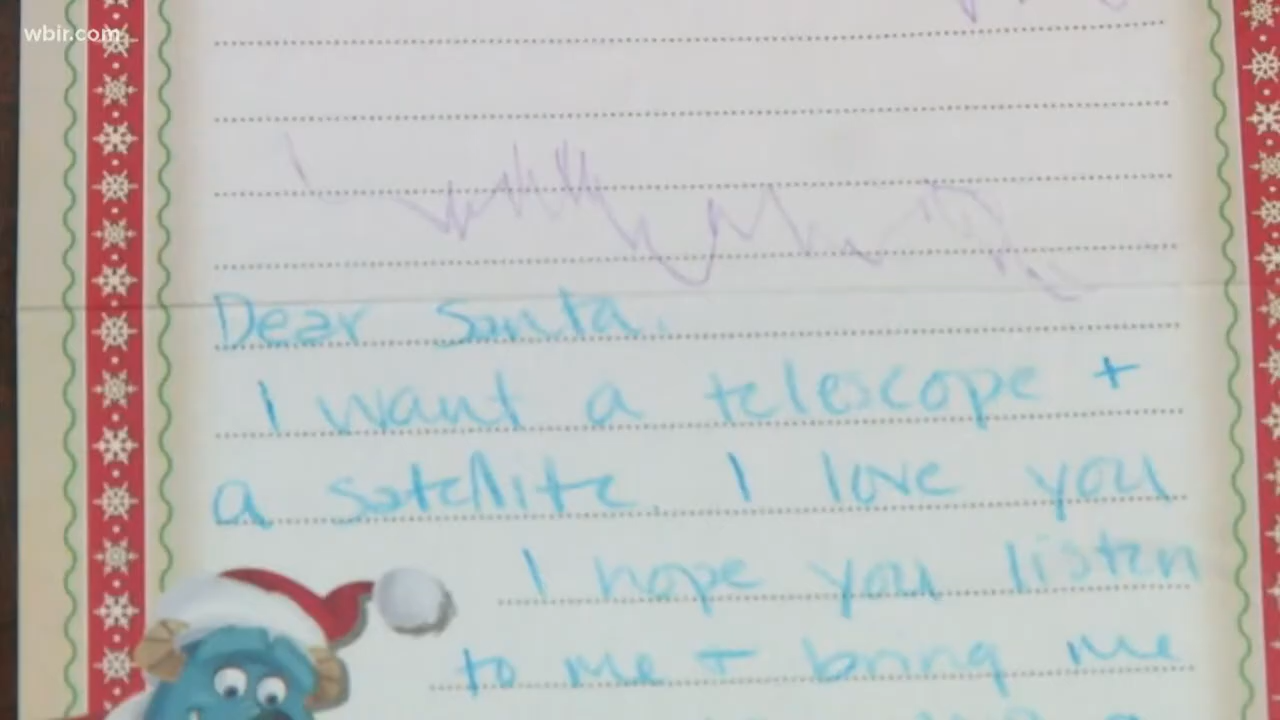 wbir.com
Dear Santa,
I want a telescope +
a satellite. I love you
I hope you listen
to me + bring me